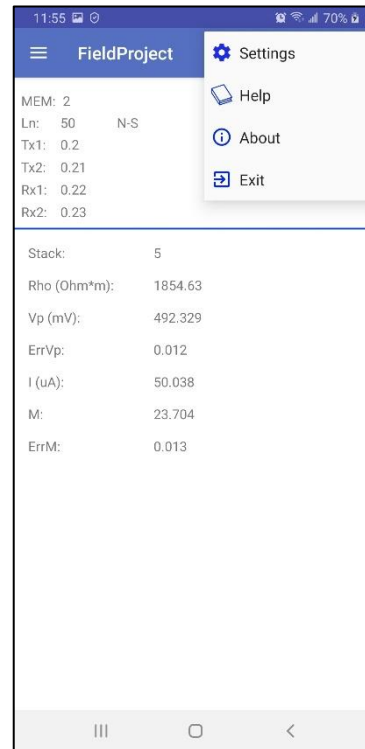 11:55 70%
FieldProject
Settings
Help
About
Exit
MEM: 2
Ln: 50 N-S
Tx1: 0.2
Tx2: 0.21
Rx1: 0.22
Rx2: 0.23
Stack: 5
Rho (Ohm*m): 1854.63
Vp (mV): 492.329
ErrVp: 0.012
I (uA): 50.038
M: 23.704
ErrM: 0.013